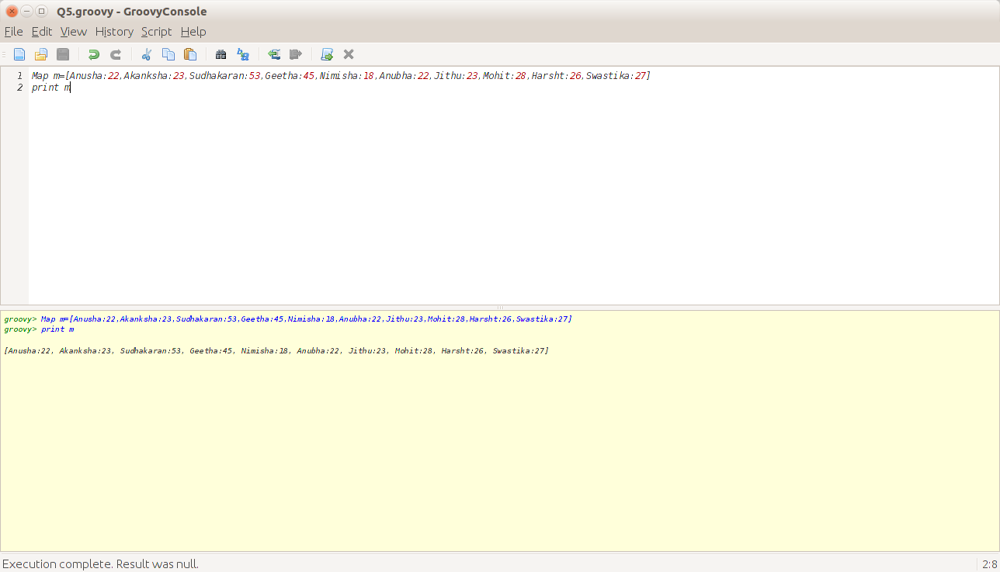 Q5.groovy - GroovyConsole
File Edit View History Script Help
1 Map m=[Anusha:22,Akanksha:23,Sudhakaran:53,Geetha:45,Nimisha:18,Anubha:22,Jithu:23,Mohit:28,Harsht:26,Swastika:27]
2 print m
groovy> Map m=[Anusha:22,Akanksha:23,Sudhakaran:53,Geetha:45,Nimisha:18,Anubha:22,Jithu:23,Mohit:28,Harsht:26,Swastika:27]
groovy> print m
[Anusha:22, Akanksha:23, Sudhakaran:53, Geetha:45, Nimisha:18, Anubha:22, Jithu:23, Mohit:28, Harsht:26, Swastika:27]
Execution complete. Result was null. 2:8